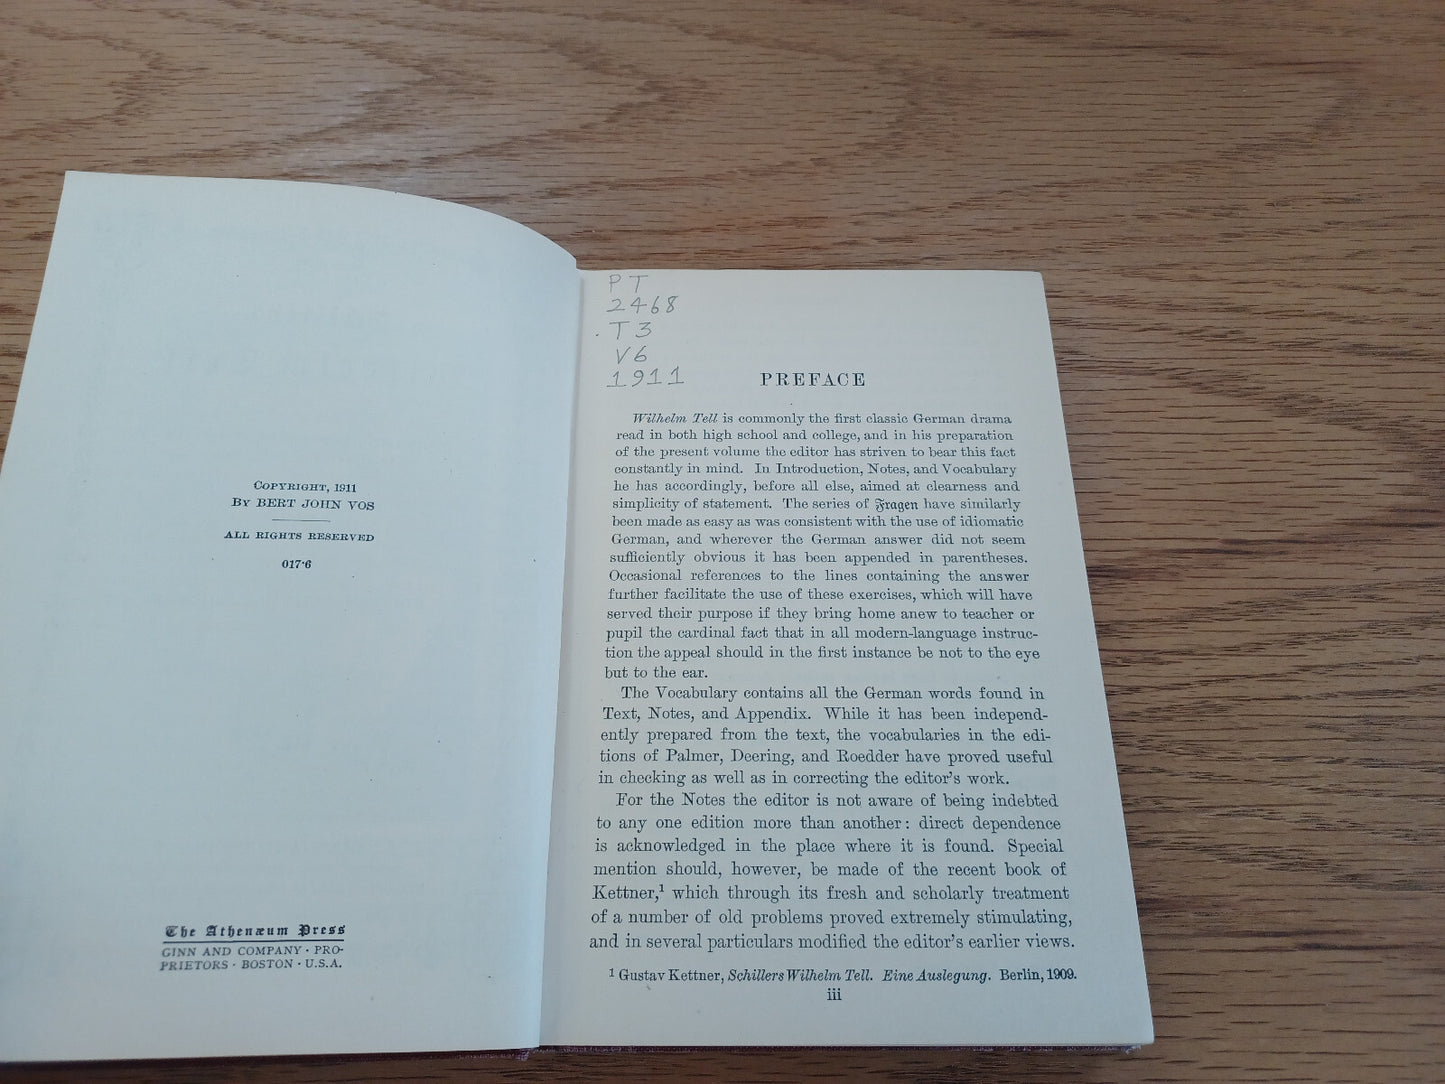 COPYRIGHT, 1911
BY BERT JOHN VOS
ALL RIGHTS RESERVED
017·6
The Athenæum Press
GINN AND COMPANY · PRO-
PRIETORS · BOSTON · U.S.A.
PT
2468
.T3
V6
1911
PREFACE
Wilhelm Tell is commonly the first classic German drama
read in both high school and college, and in his preparation
of the present volume the editor has striven to bear this fact
constantly in mind. In Introduction, Notes, and Vocabulary
he has accordingly, before all else, aimed at clearness and
simplicity of statement. The series of Fragen have similarly
been made as easy as was consistent with the use of idiomatic
German, and wherever the German answer did not seem
sufficiently obvious it has been appended in parentheses.
Occasional references to the lines containing the answer
further facilitate the use of these exercises, which will have
served their purpose if they bring home anew to teacher or
pupil the cardinal fact that in all modern-language instruc-
tion the appeal should in the first instance be not to the eye
but to the ear.
The Vocabulary contains all the German words found in
Text, Notes, and Appendix. While it has been independ-
ently prepared from the text, the vocabularies in the edi-
tions of Palmer, Deering, and Roedder have proved useful
in checking as well as in correcting the editor's work.
For the Notes the editor is not aware of being indebted
to any one edition more than another: direct dependence
is acknowledged in the place where it is found. Special
mention should, however, be made of the recent book of
Kettner,¹ which through its fresh and scholarly treatment
of a number of old problems proved extremely stimulating,
and in several particulars modified the editor's earlier views.
¹ Gustav Kettner, Schillers Wilhelm Tell. Eine Auslegung. Berlin, 1909.
iii